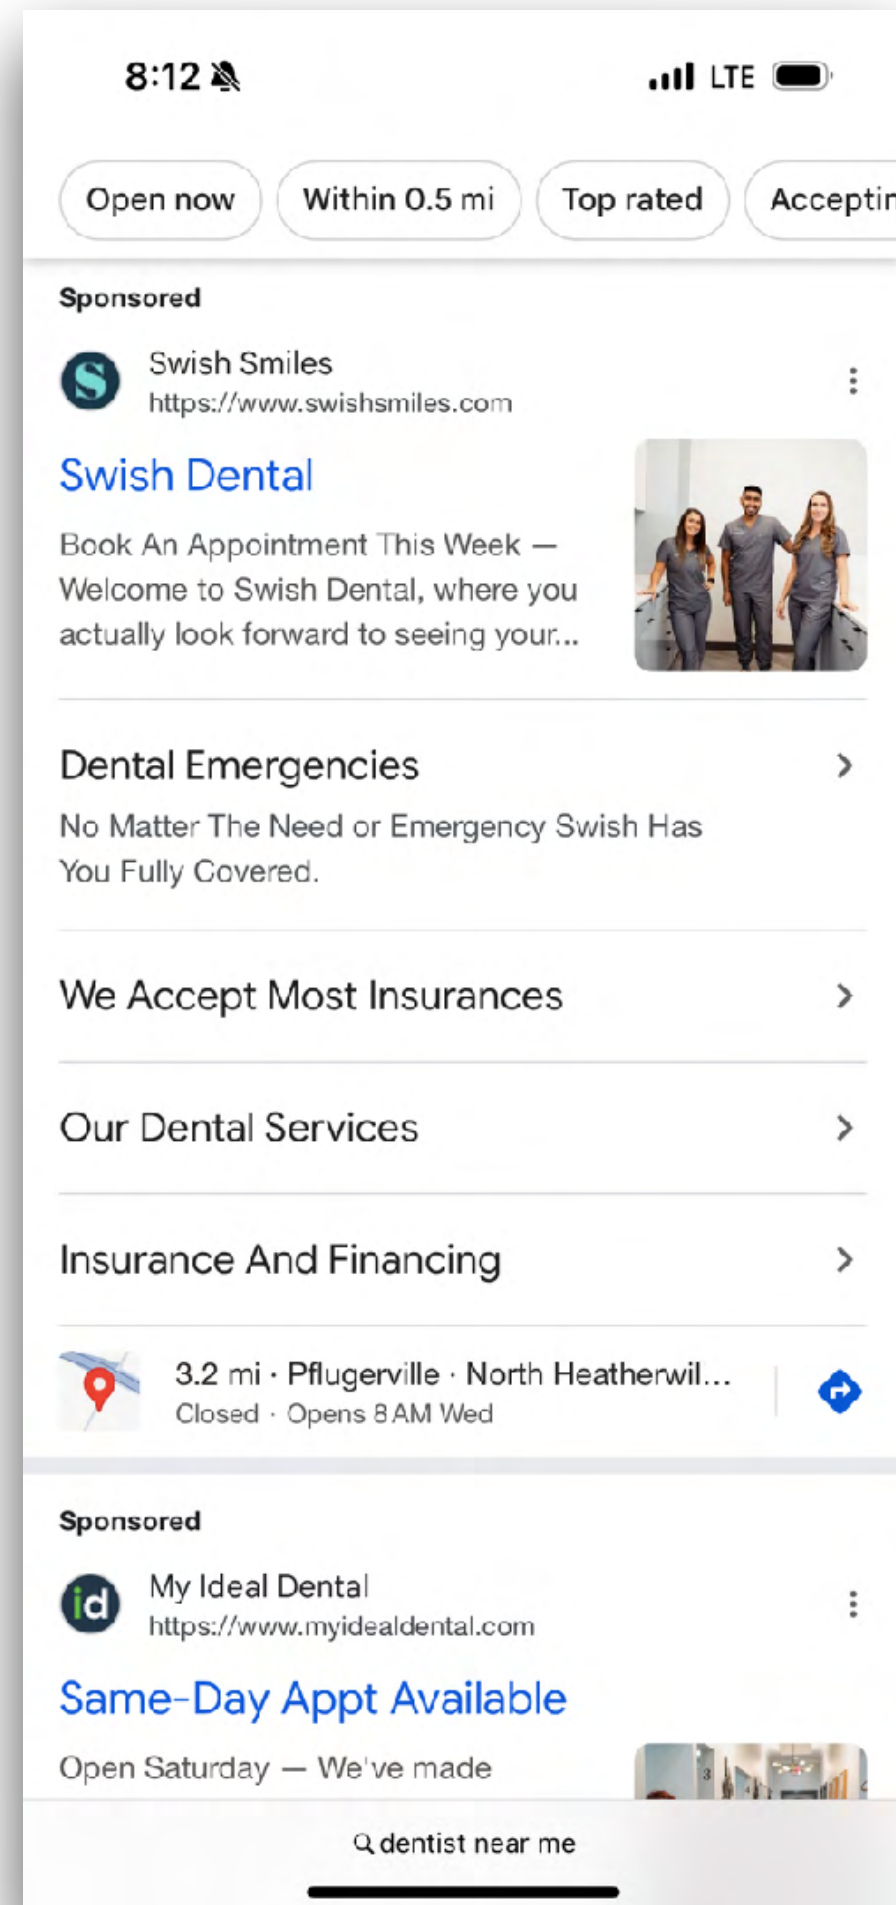 8:12
LTE
Open now
Within 0.5 mi
Top rated
Acceptin
Sponsored
S
Swish Smiles
https://www.swishsmiles.com
Swish Dental
Book An Appointment This Week —
Welcome to Swish Dental, where you
actually look forward to seeing your...
Dental Emergencies
No Matter The Need or Emergency Swish Has
You Fully Covered.
We Accept Most Insurances
Our Dental Services
Insurance And Financing
3.2 mi · Pflugerville · North Heatherwil...
Closed · Opens 8 AM Wed
Sponsored
id
My Ideal Dental
https://www.myidealdental.com
Same-Day Appt Available
Open Saturday — We've made
3
dentist near me